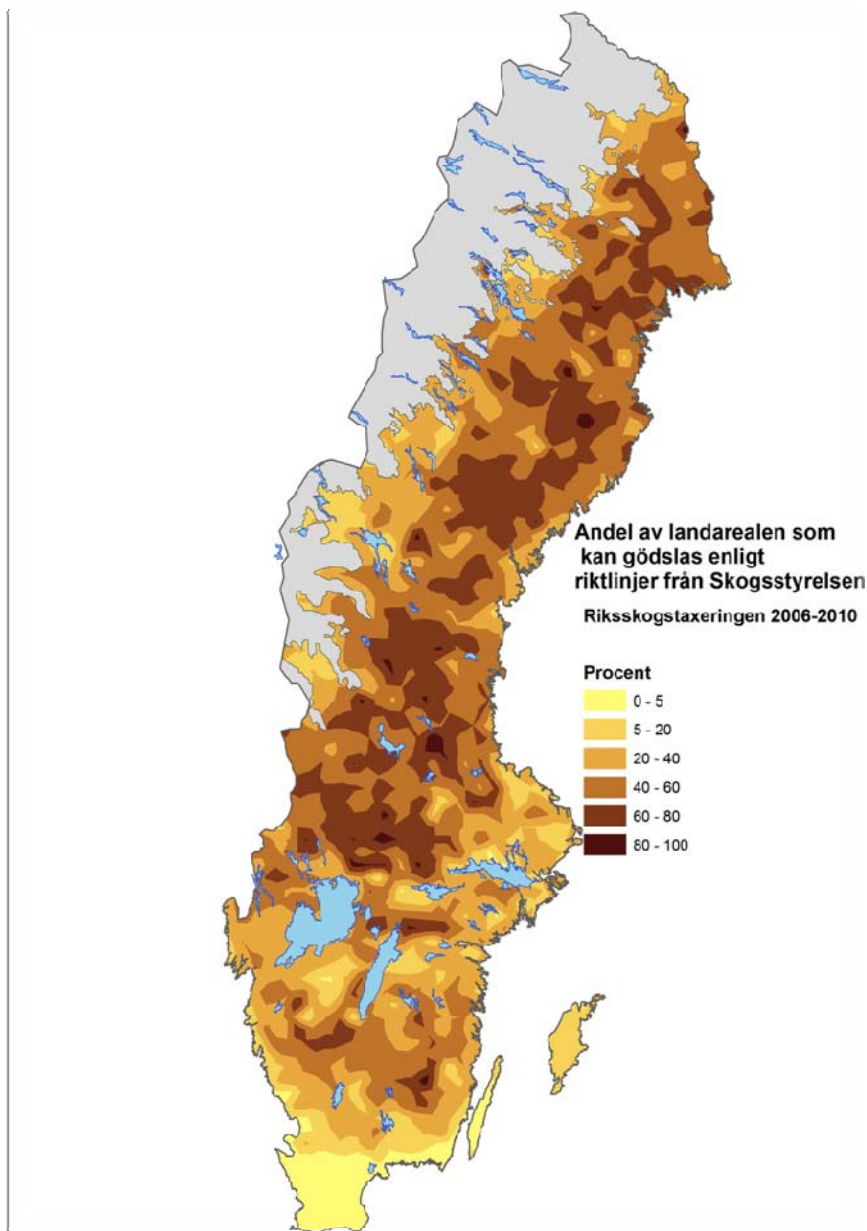 Andel av landarealen som
kan gödslas enligt
riktlinjer från Skogsstyrelsen
Riksskogstaxeringen 2006-2010
Procent
0 - 5
5 - 20
20 - 40
40 - 60
60 - 80
80 - 100